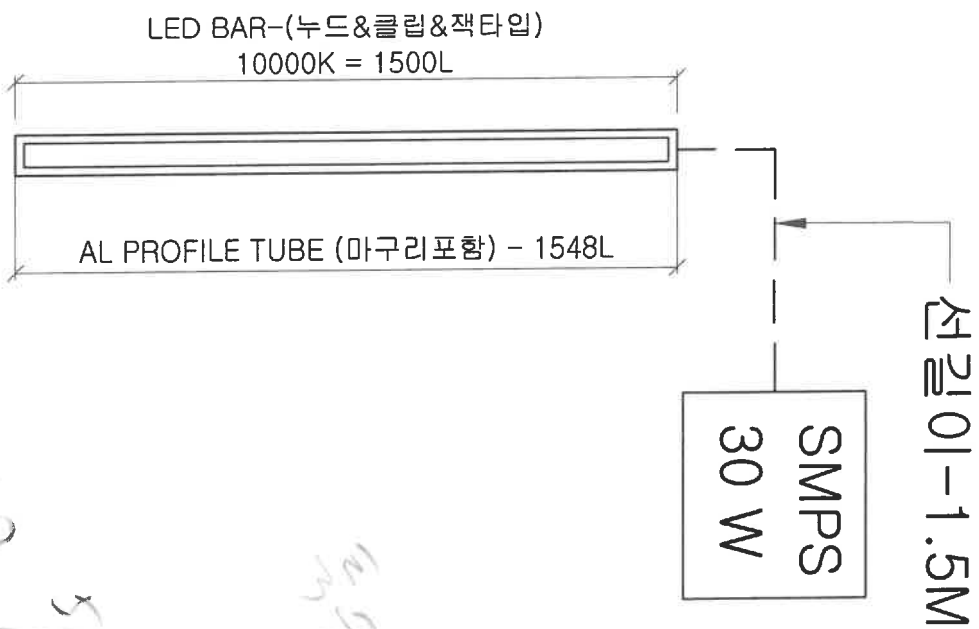 LED BAR-(누드&클립&잭타입)
10000K = 1500L
AL PROFILE TUBE (마구리포함) - 1548L
선길이-1.5M
SMPS
30 W